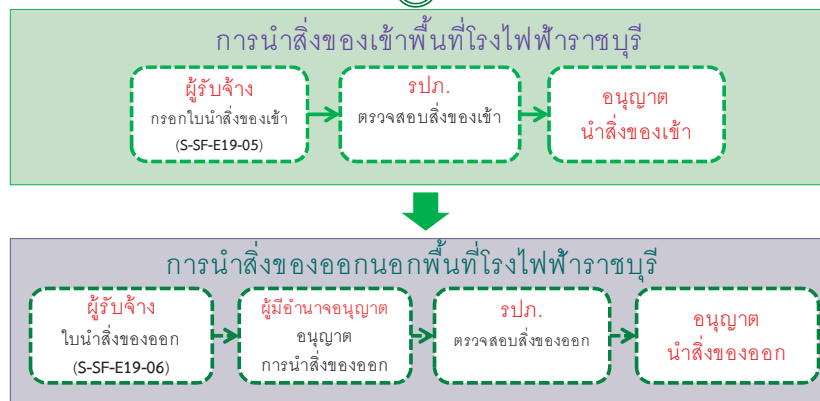 การนำสิ่งของเข้าพื้นที่โรงไฟฟ้าราชบุรี
ผู้รับจ้าง
กรอกใบนำสิ่งของเข้า
(S-SF-E19-05)
รปภ.
ตรวจสอบสิ่งของเข้า
อนุญาต
นำสิ่งของเข้า
การนำสิ่งของออกนอกพื้นที่โรงไฟฟ้าราชบุรี
ผู้รับจ้าง
ใบนำสิ่งของออก
(S-SF-E19-06)
ผู้มีอำนาจอนุญาต
อนุญาต
การนำสิ่งของออก
รปภ.
ตรวจสอบสิ่งของออก
อนุญาต
นำสิ่งของออก